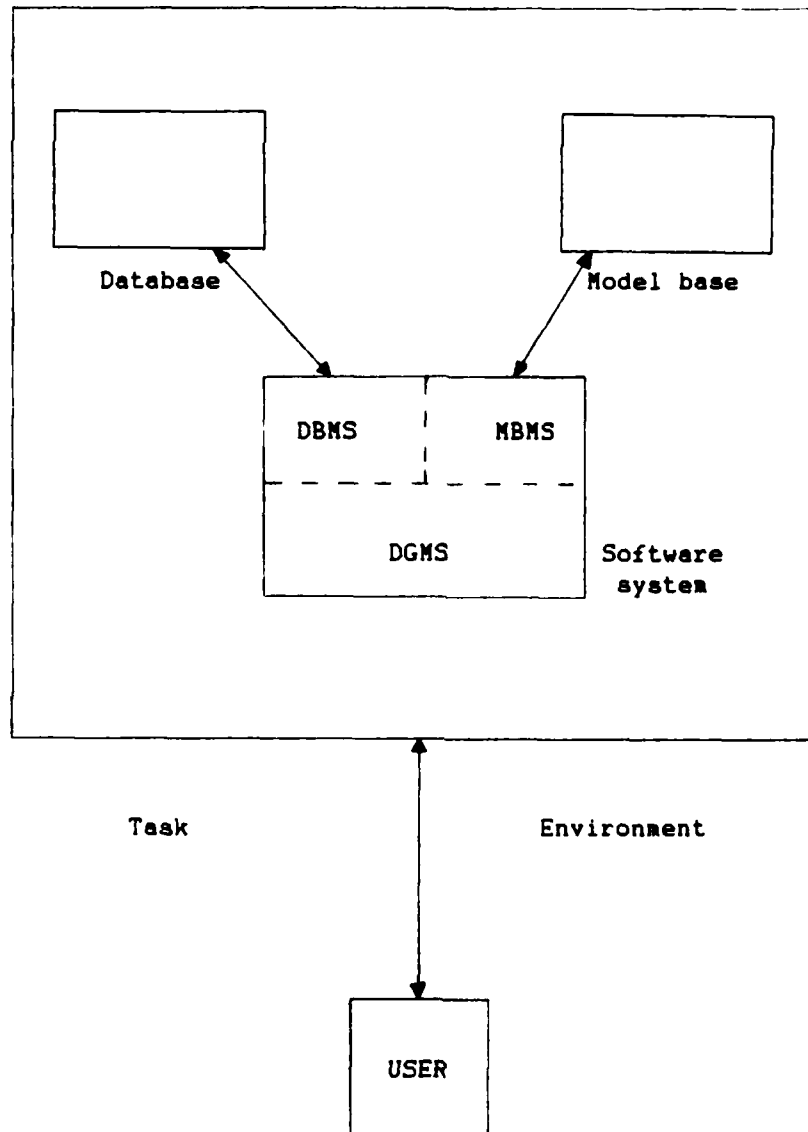 Database
Model base
DBMS
MBMS
DGMS
Software
system
Task
Environment
USER